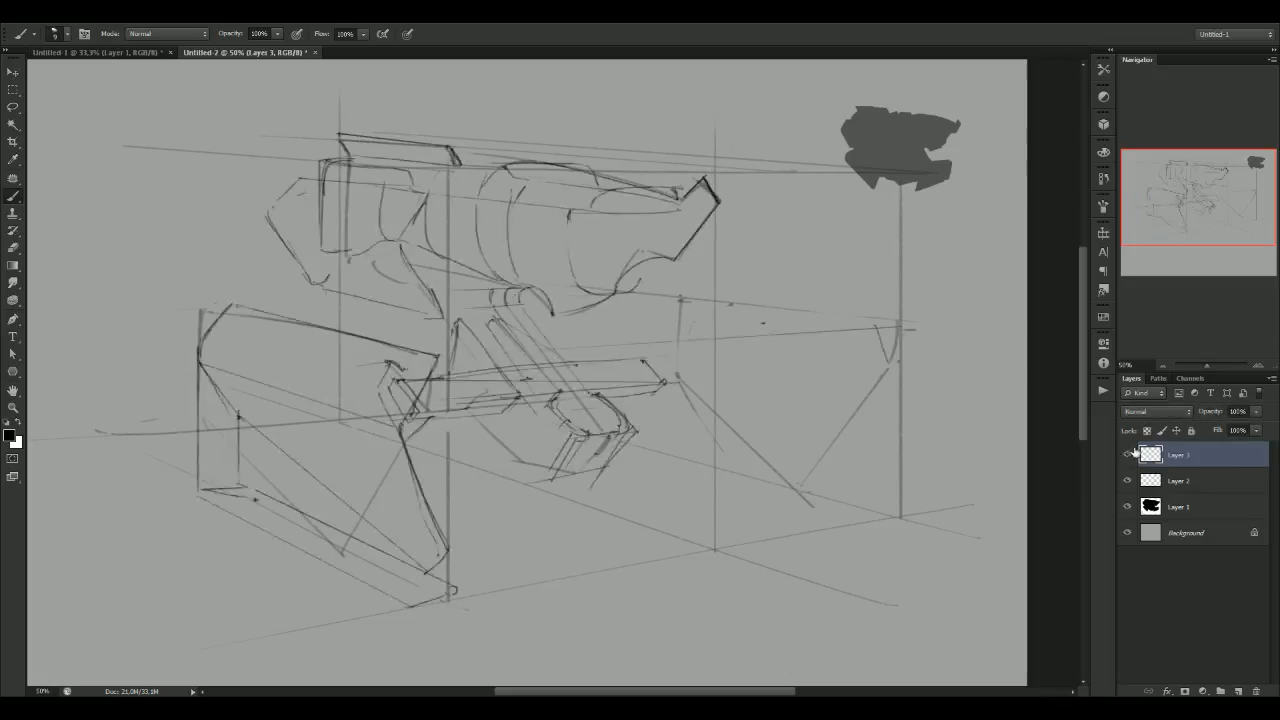 9 Mode: Normal Opacity: 100% Flow: 100% Untitled-1
Untitled-1 @ 33,3% (Layer 1, RGB/8) * × Untitled-2 @ 50% (Layer 3, RGB/8) * ×
Navigator
50%
Layers Paths Channels
Kind
Normal Opacity: 100%
Lock: Fill: 100%
Layer 3
Layer 2
Layer 1
Background
50% Doc: 21,0M/33,1M